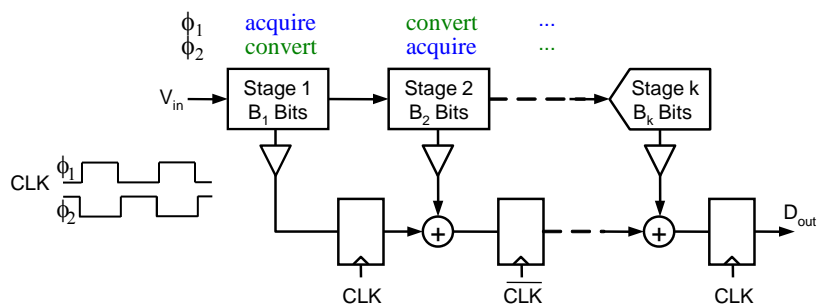 ϕ1 acquire convert ...
ϕ2 convert acquire ...
Vin
Stage 1
B1 Bits
Stage 2
B2 Bits
Stage k
Bk Bits
CLK
ϕ1
ϕ2
+
+
Dout
CLK
C̅L̅K̅
CLK